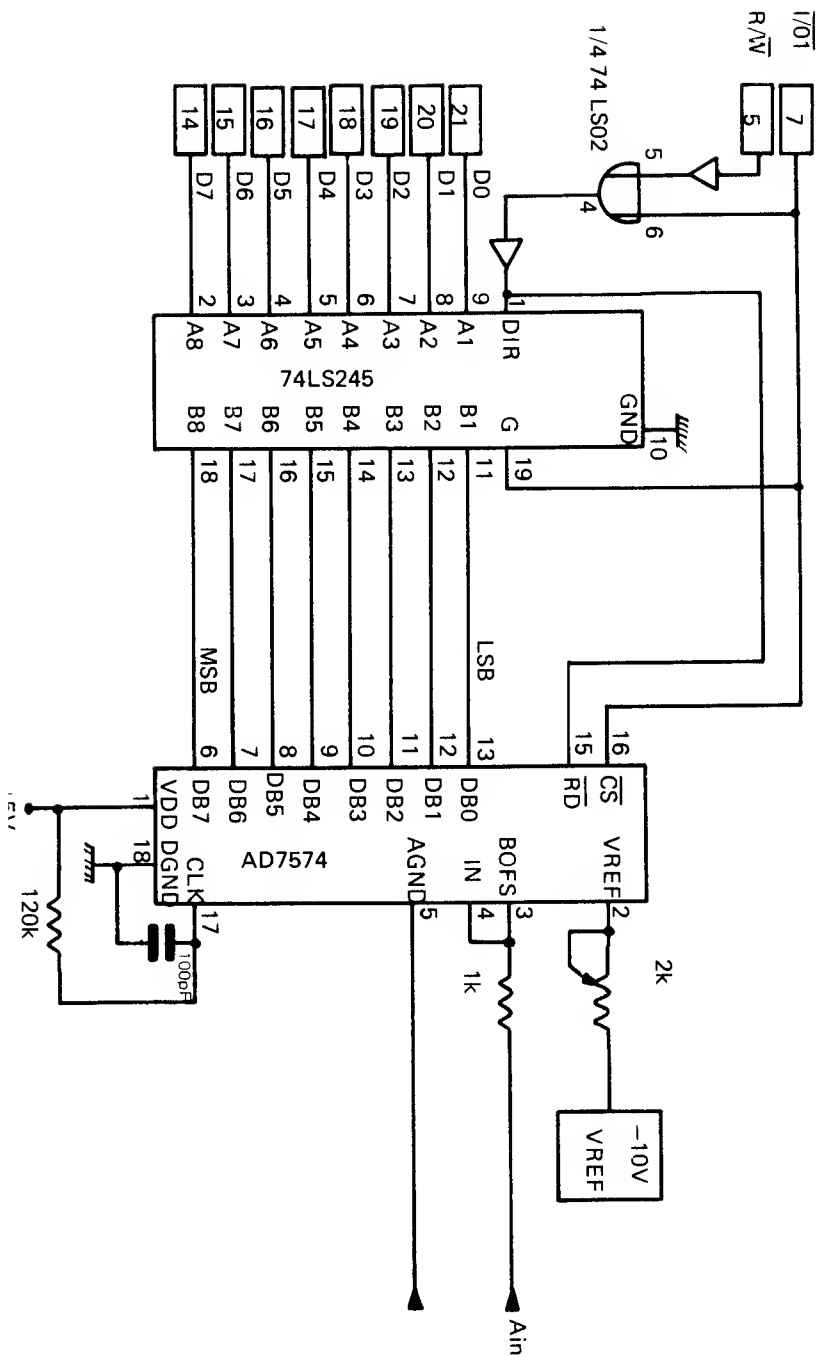 I/O1
R/W
7
5
1/4 74 LS02
5
6
4
21
20
19
18
17
16
15
14
D0
D1
D2
D3
D4
D5
D6
D7
1
9
8
7
6
5
4
3
2
DIR
A1
A2
A3
A4
A5
A6
A7
A8
74LS245
GND
10
G
B1
B2
B3
B4
B5
B6
B7
B8
19
11
12
13
14
15
16
17
18
LSB
MSB
16
15
13
12
11
10
9
8
7
6
CS
RD
DB0
DB1
DB2
DB3
DB4
DB5
DB6
DB7
VDD
1
DGND
18
AD7574
VREF
2
BOFS
3
IN
4
AGND
5
CLK
17
2k
1k
100pF
120k
–10V
VREF
Ain